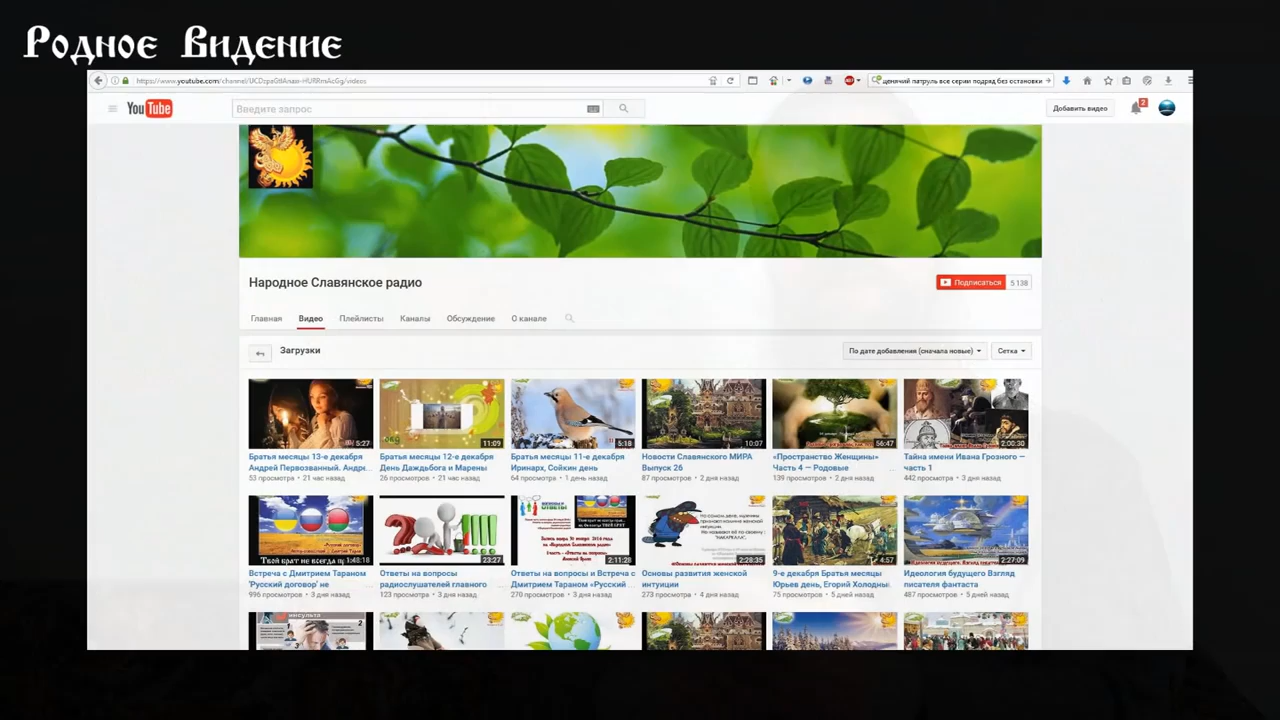 Родное Видение
https://www.youtube.com/channel/
/videos
все серии подряд без остановки
YouTube
Введите запрос
Добавить видео
2
Народное Славянское радио
Подписаться
5 138
Главная
Видео
Плейлисты
Каналы
Обсуждение
О канале
Загрузки
По дате добавления (сначала новые)
Сетка
5:27
11:09
5:18
10:07
56:47
2:00:30
Братья месяцы 13-е декабря
Андрей Первозванный. Андр...
53 просмотра • 21 час назад
Братья месяцы 12-е декабря
День Даждьбога и Марены
26 просмотров • 21 час назад
Братья месяцы 11-е декабря
Иринарх, Сойкин день
64 просмотра • 1 день назад
Новости Славянского МИРА
Выпуск 26
87 просмотров • 2 дня назад
«Пространство Женщины»
Часть 4 — Родовые
139 просмотров • 2 дня назад
Тайна имени Ивана Грозного —
часть 1
442 просмотра • 3 дня назад
1:48:18
23:27
2:11:28
2:28:35
4:57
2:27:09
Встреча с Дмитрием Тараном
'Русский договор' не
996 просмотров • 3 дня назад
Ответы на вопросы
радиослушателей главного
123 просмотра • 3 дня назад
Ответы на вопросы и Встреча с
Дмитрием Тараном «Русский
270 просмотров • 3 дня назад
Основы развития женской
интуиции
273 просмотра • 4 дня назад
9-е декабря Братья месяцы
Юрьев день, Егорий Холодны
75 просмотров • 5 дней назад
Идеология будущего Взгляд
писателя фантаста
487 просмотров • 5 дней назад
инсульта